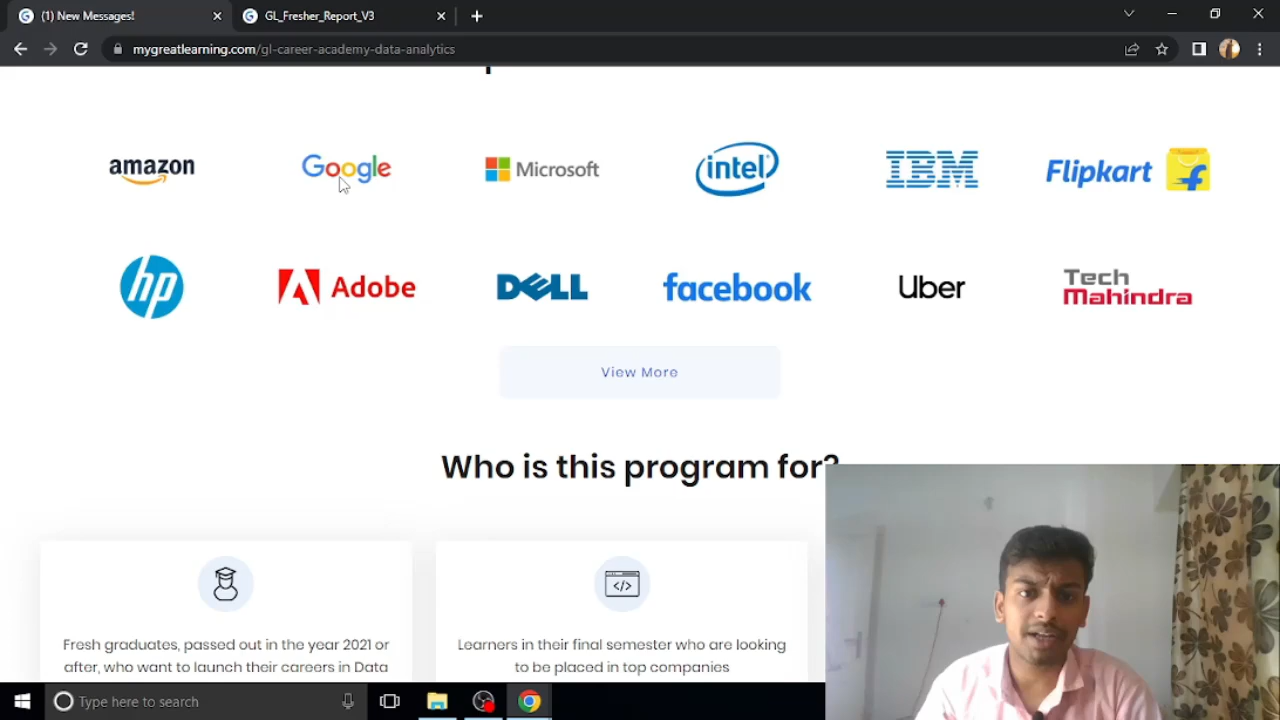 (1) New Messages!
GL_Fresher_Report_V3
mygreatlearning.com/gl-career-academy-data-analytics
amazon Google Microsoft intel IBM Flipkart
hp Adobe DELL facebook Uber Tech Mahindra
View More
Who is this program for?
Fresh graduates, passed out in the year 2021 or
after, who want to launch their careers in Data
Learners in their final semester who are looking
to be placed in top companies
Type here to search